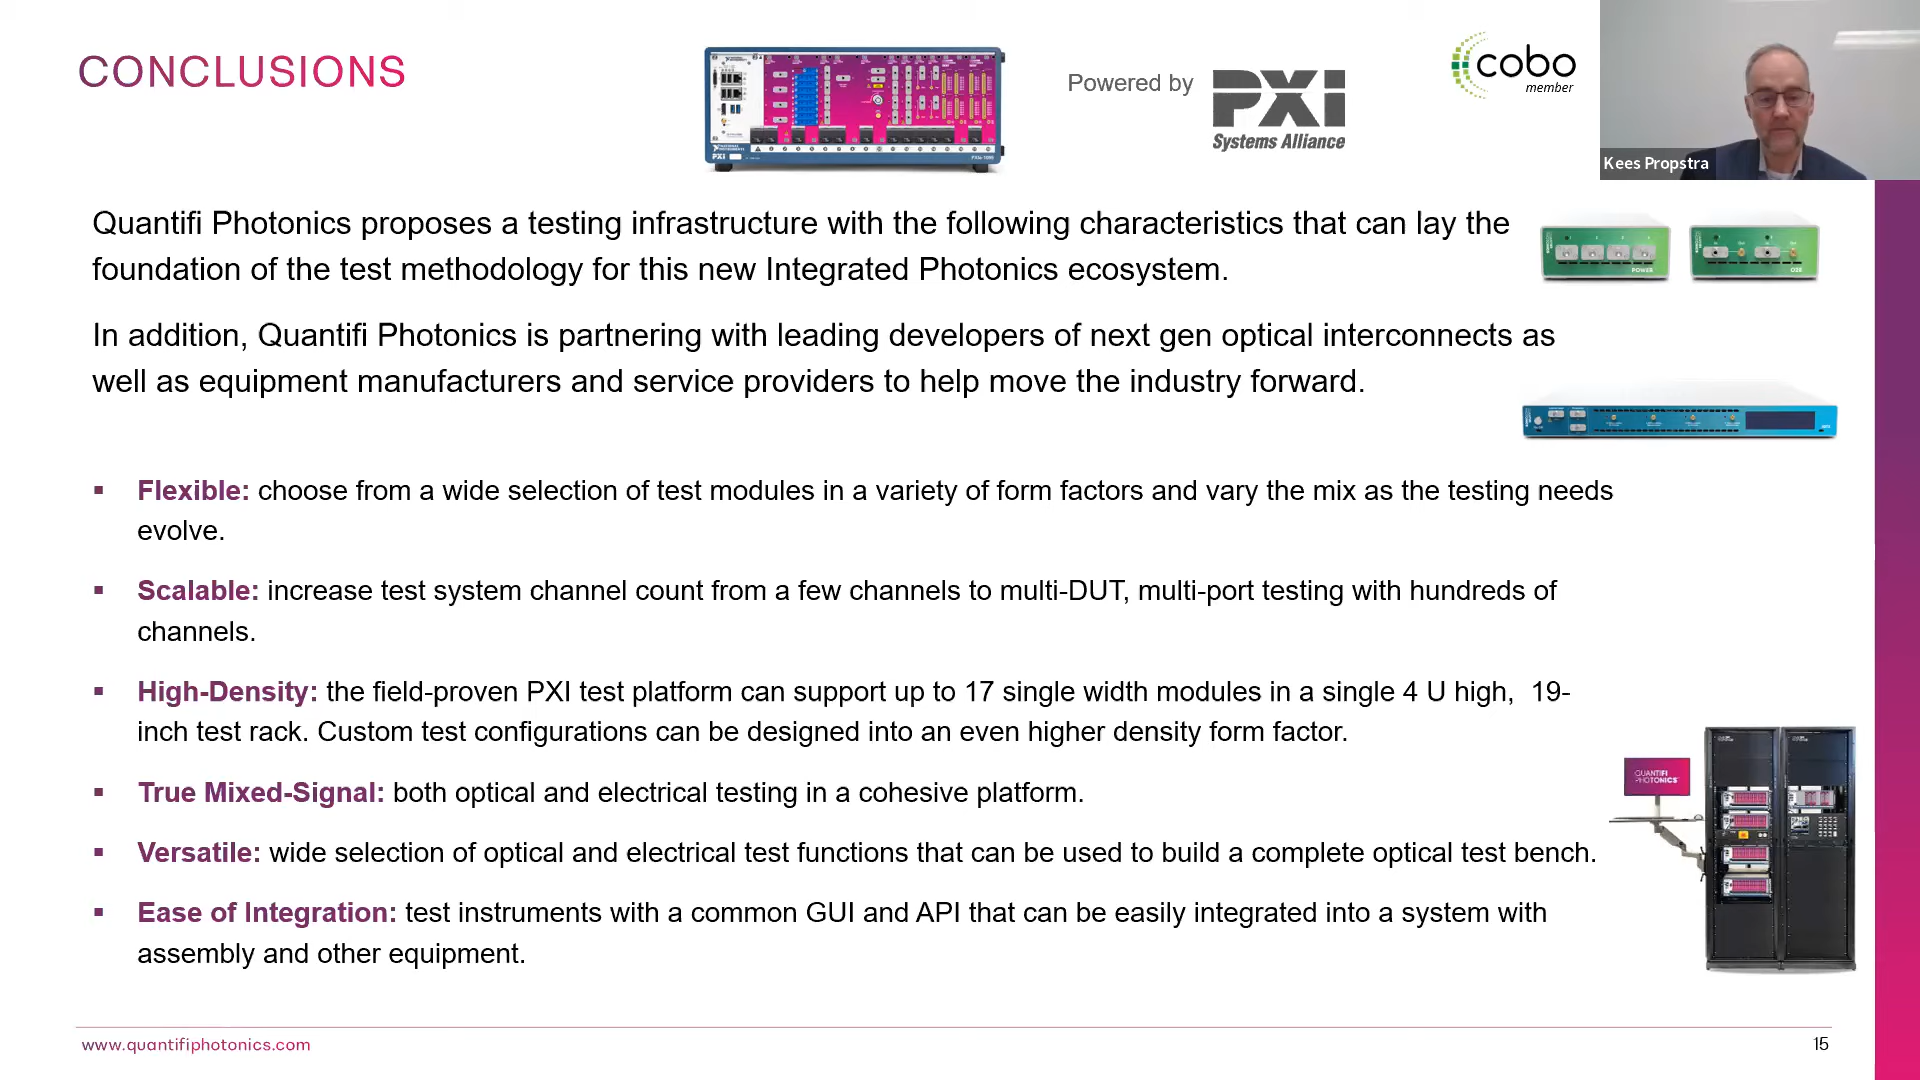 CONCLUSIONS
Powered by
PXI
Systems Alliance
cobo
member
Kees Propstra
Quantifi Photonics proposes a testing infrastructure with the following characteristics that can lay the
foundation of the test methodology for this new Integrated Photonics ecosystem.
In addition, Quantifi Photonics is partnering with leading developers of next gen optical interconnects as
well as equipment manufacturers and service providers to help move the industry forward.
POWER
▪ Flexible: choose from a wide selection of test modules in a variety of form factors and vary the mix as the testing needs
evolve.
▪ Scalable: increase test system channel count from a few channels to multi-DUT, multi-port testing with hundreds of
channels.
▪ High-Density: the field-proven PXI test platform can support up to 17 single width modules in a single 4 U high,  19-
inch test rack. Custom test configurations can be designed into an even higher density form factor.
▪ True Mixed-Signal: both optical and electrical testing in a cohesive platform.
▪ Versatile: wide selection of optical and electrical test functions that can be used to build a complete optical test bench.
▪ Ease of Integration: test instruments with a common GUI and API that can be easily integrated into a system with
assembly and other equipment.
QUANTIFI
PHOTONICS
www.quantifiphotonics.com
15